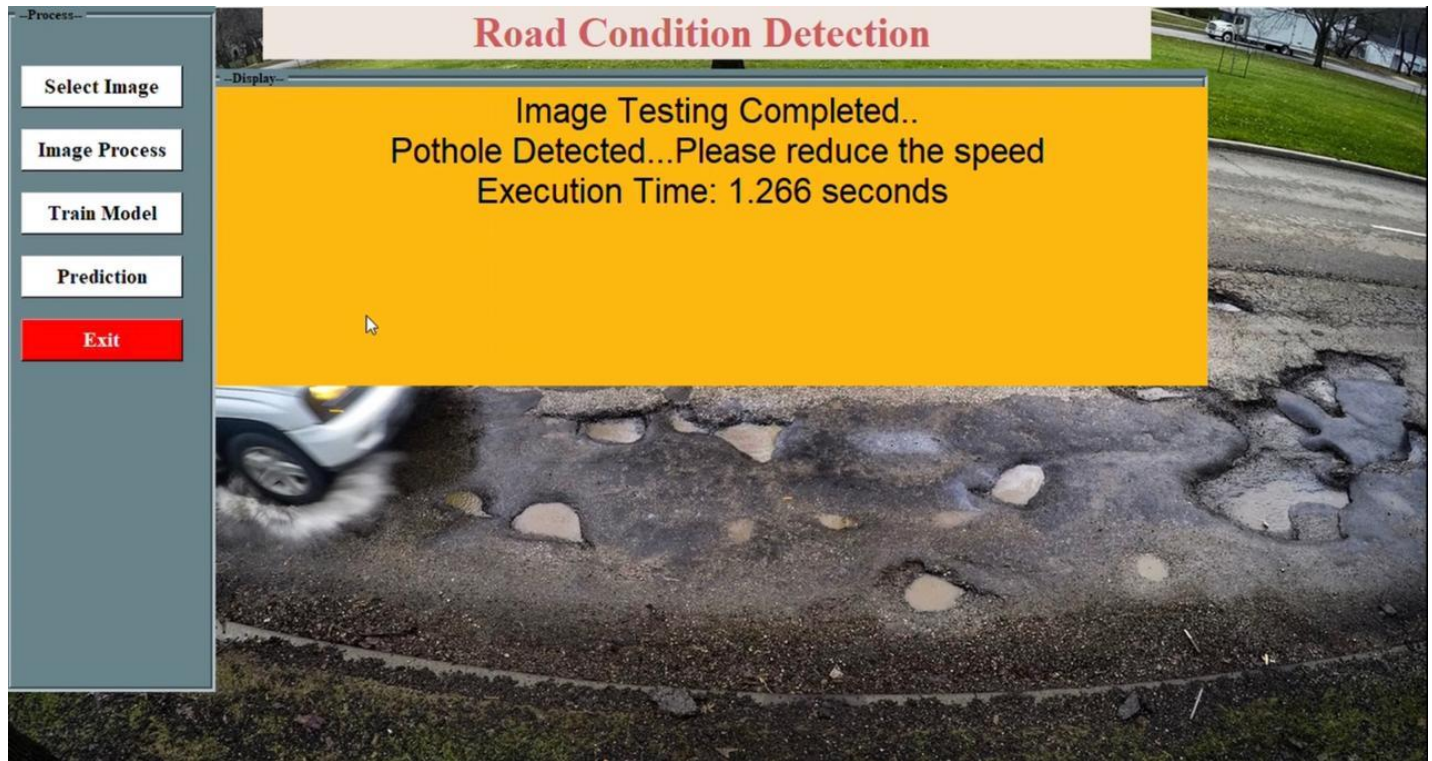 --Process--
Road Condition Detection
Select Image
--Display--
Image Testing Completed..
Image Process
Pothole Detected...Please reduce the speed
Execution Time: 1.266 seconds
Train Model
Prediction
Exit